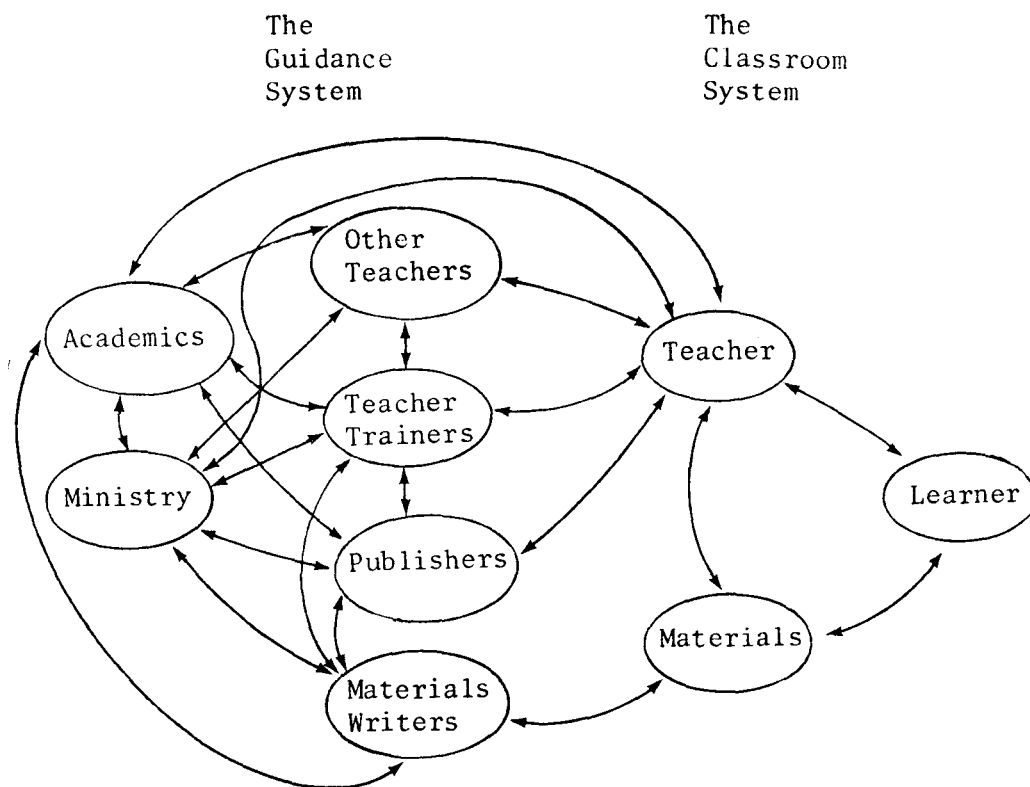 The
Guidance
System
The
Classroom
System
Other
Teachers
Academics
Teacher
Teacher
Trainers
Ministry
Learner
Publishers
Materials
Materials
Writers